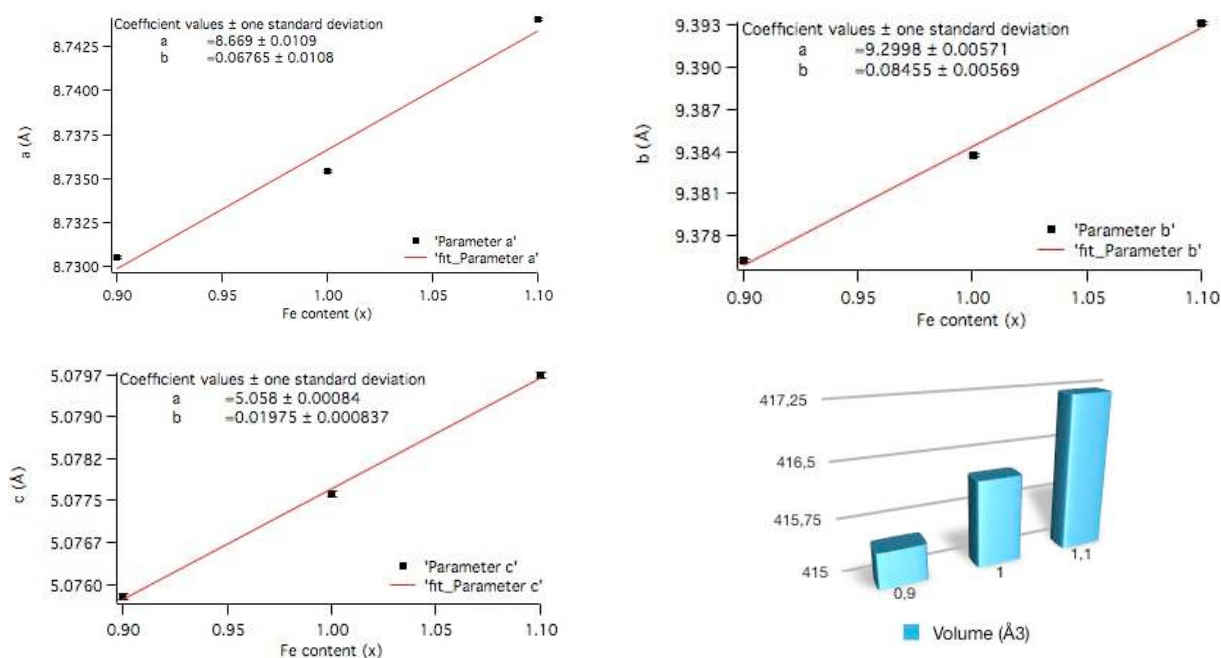 Coefficient values ± one standard deviation
a =8.669 ± 0.0109
b =0.06765 ± 0.0108
8.7425
8.7400
8.7375
8.7350
8.7325
8.7300
a (Å)
'Parameter a'
'fit_Parameter a'
0.90 0.95 1.00 1.05 1.10
Fe content (x)
Coefficient values ± one standard deviation
a =9.2998 ± 0.00571
b =0.08455 ± 0.00569
9.393
9.390
9.387
9.384
9.381
9.378
b (Å)
'Parameter b'
'fit_Parameter b'
0.90 0.95 1.00 1.05 1.10
Fe content (x)
Coefficient values ± one standard deviation
a =5.058 ± 0.00084
b =0.01975 ± 0.000837
5.0797
5.0790
5.0782
5.0775
5.0767
5.0760
c (Å)
'Parameter c'
'fit_Parameter c'
0.90 0.95 1.00 1.05 1.10
Fe content (x)
417,25
416,5
415,75
415
0,9 1 1,1
Volume (Å3)